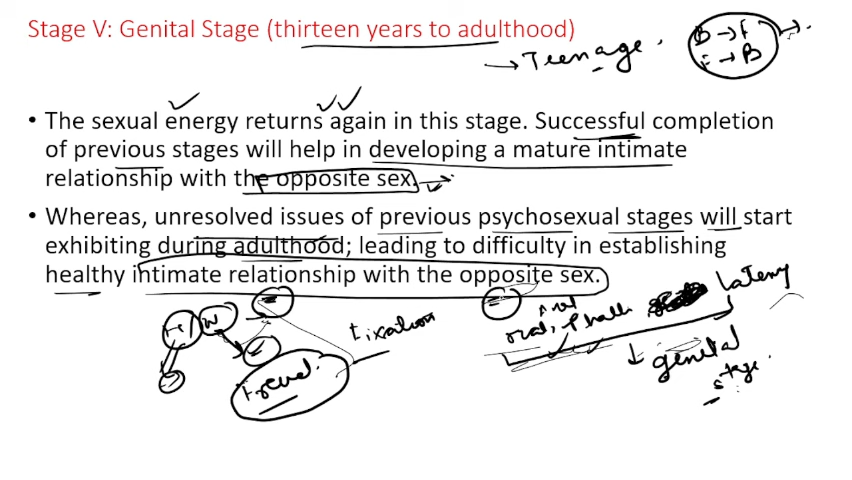 Stage V: Genital Stage (thirteen years to adulthood)
→ Teenage.
B → F
F → B
• The sexual energy returns again in this stage. Successful completion
of previous stages will help in developing a mature intimate
relationship with the opposite sex.
• Whereas, unresolved issues of previous psychosexual stages will start
exhibiting during adulthood; leading to difficulty in establishing
healthy intimate relationship with the opposite sex.
H/W
fixation
oral, phallic latency
Freud.
↓ genital
stage.